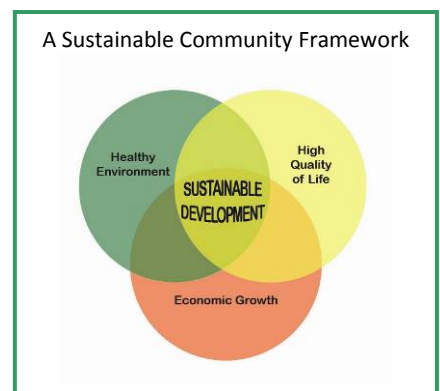 A Sustainable Community Framework
Healthy
Environment
High
Quality
of Life
SUSTAINABLE
DEVELOPMENT
Economic Growth